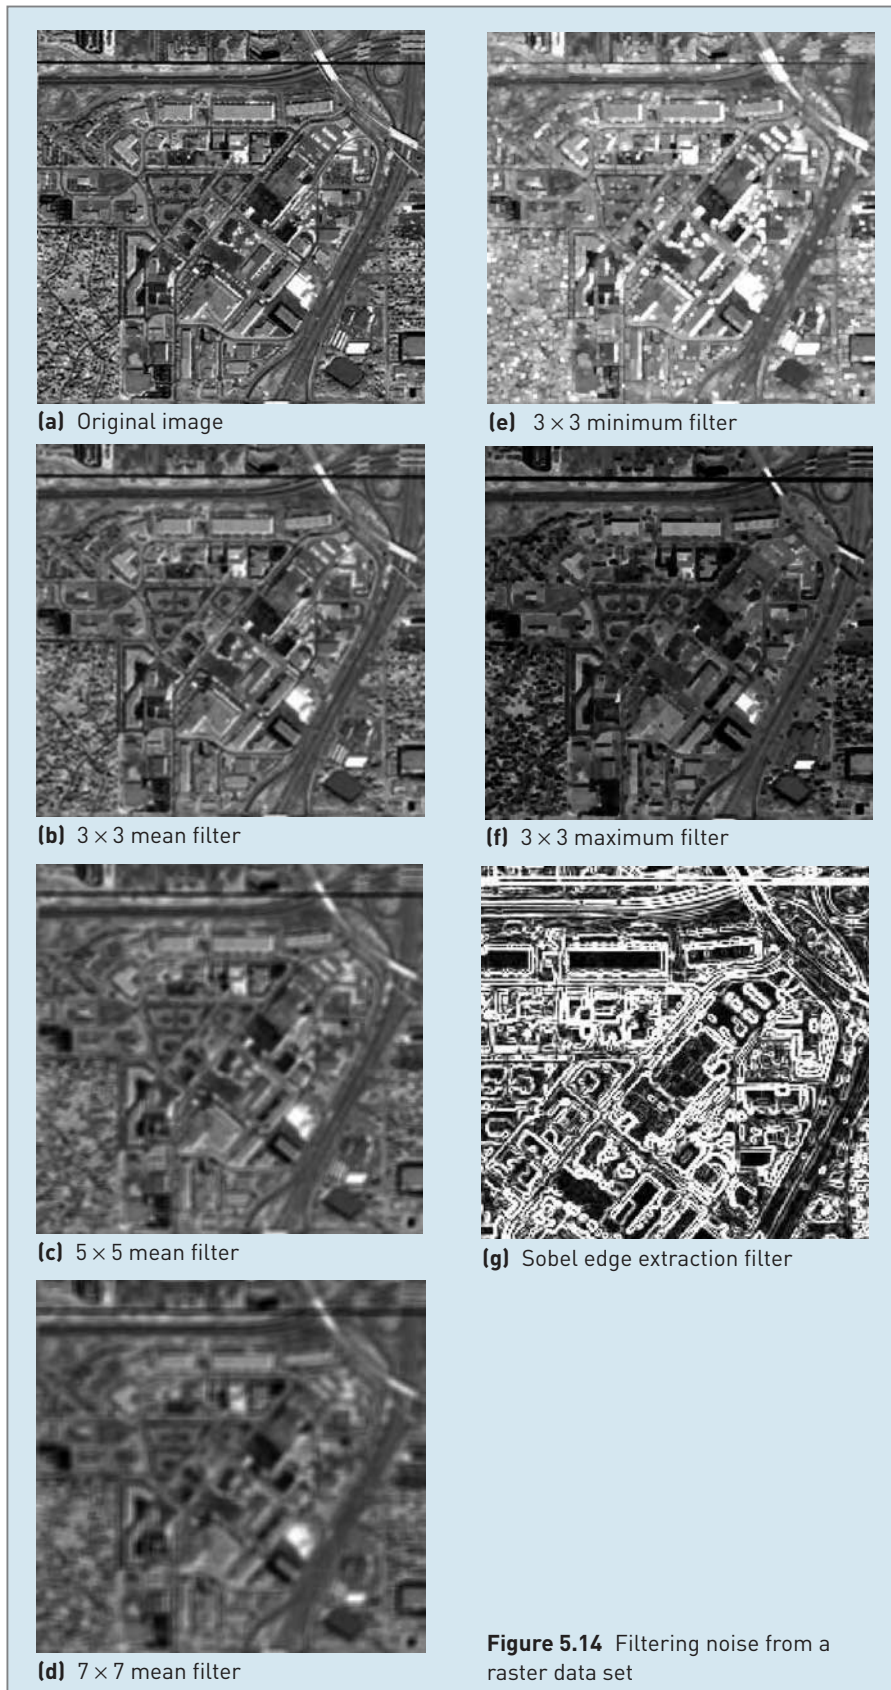 (a) Original image
(b) 3 × 3 mean filter
(c) 5 × 5 mean filter
(d) 7 × 7 mean filter
(e) 3 × 3 minimum filter
(f) 3 × 3 maximum filter
(g) Sobel edge extraction filter
Figure 5.14 Filtering noise from a
raster data set